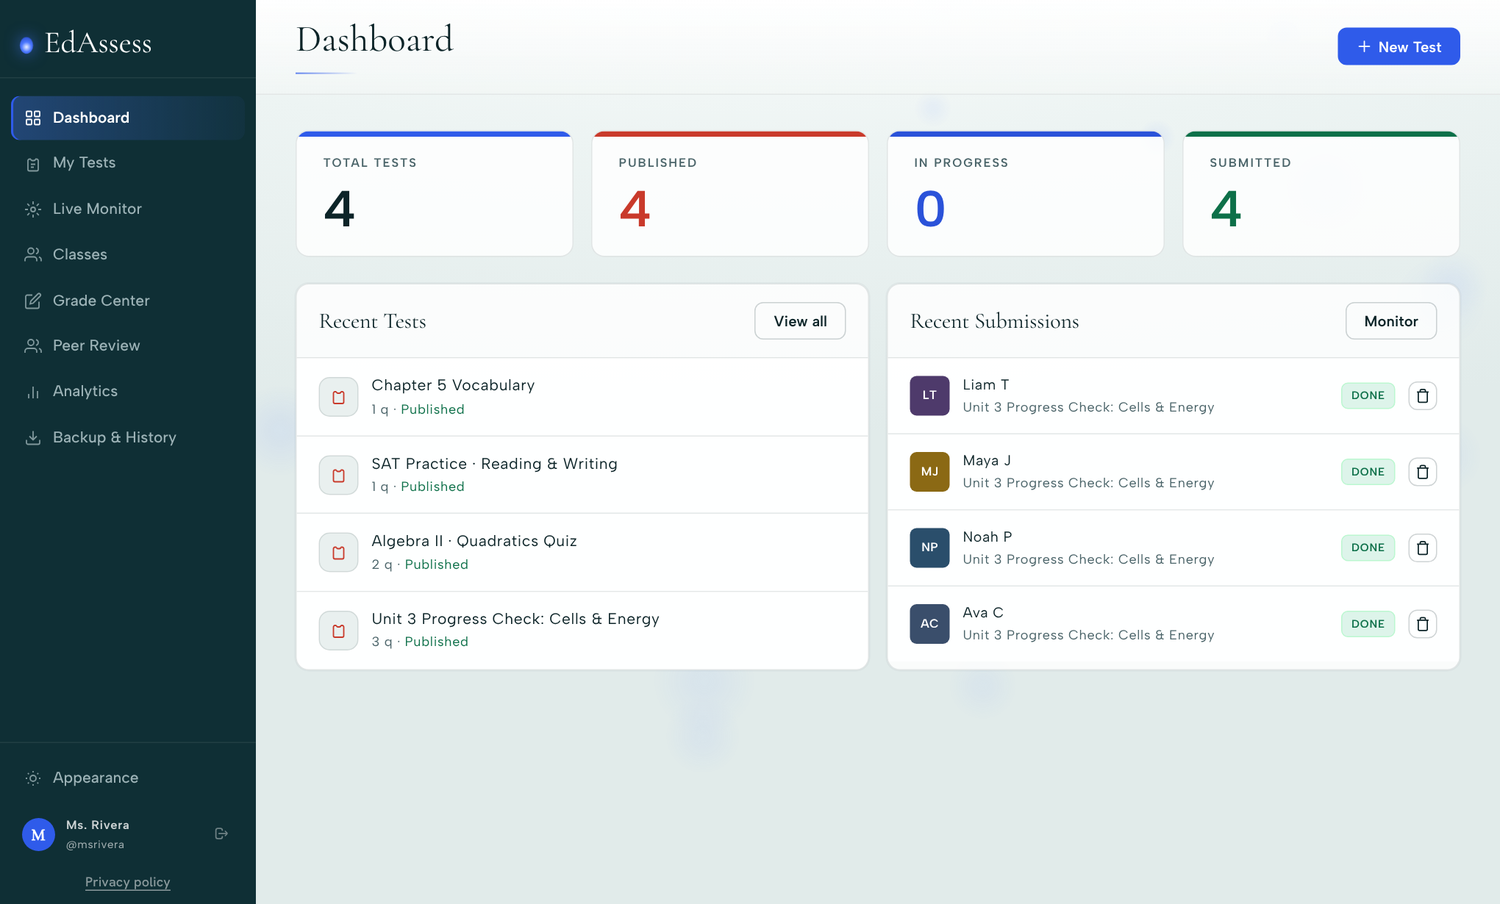 EdAssess
Dashboard
My Tests
Live Monitor
Classes
Grade Center
Peer Review
Analytics
Backup & History
Appearance
M
Ms. Rivera
@msrivera
Privacy policy
Dashboard
+ New Test
TOTAL TESTS
4
PUBLISHED
4
IN PROGRESS
0
SUBMITTED
4
Recent Tests
View all
Chapter 5 Vocabulary
1 q · Published
SAT Practice · Reading & Writing
1 q · Published
Algebra II · Quadratics Quiz
2 q · Published
Unit 3 Progress Check: Cells & Energy
3 q · Published
Recent Submissions
Monitor
LT
Liam T
Unit 3 Progress Check: Cells & Energy
DONE
MJ
Maya J
Unit 3 Progress Check: Cells & Energy
DONE
NP
Noah P
Unit 3 Progress Check: Cells & Energy
DONE
AC
Ava C
Unit 3 Progress Check: Cells & Energy
DONE